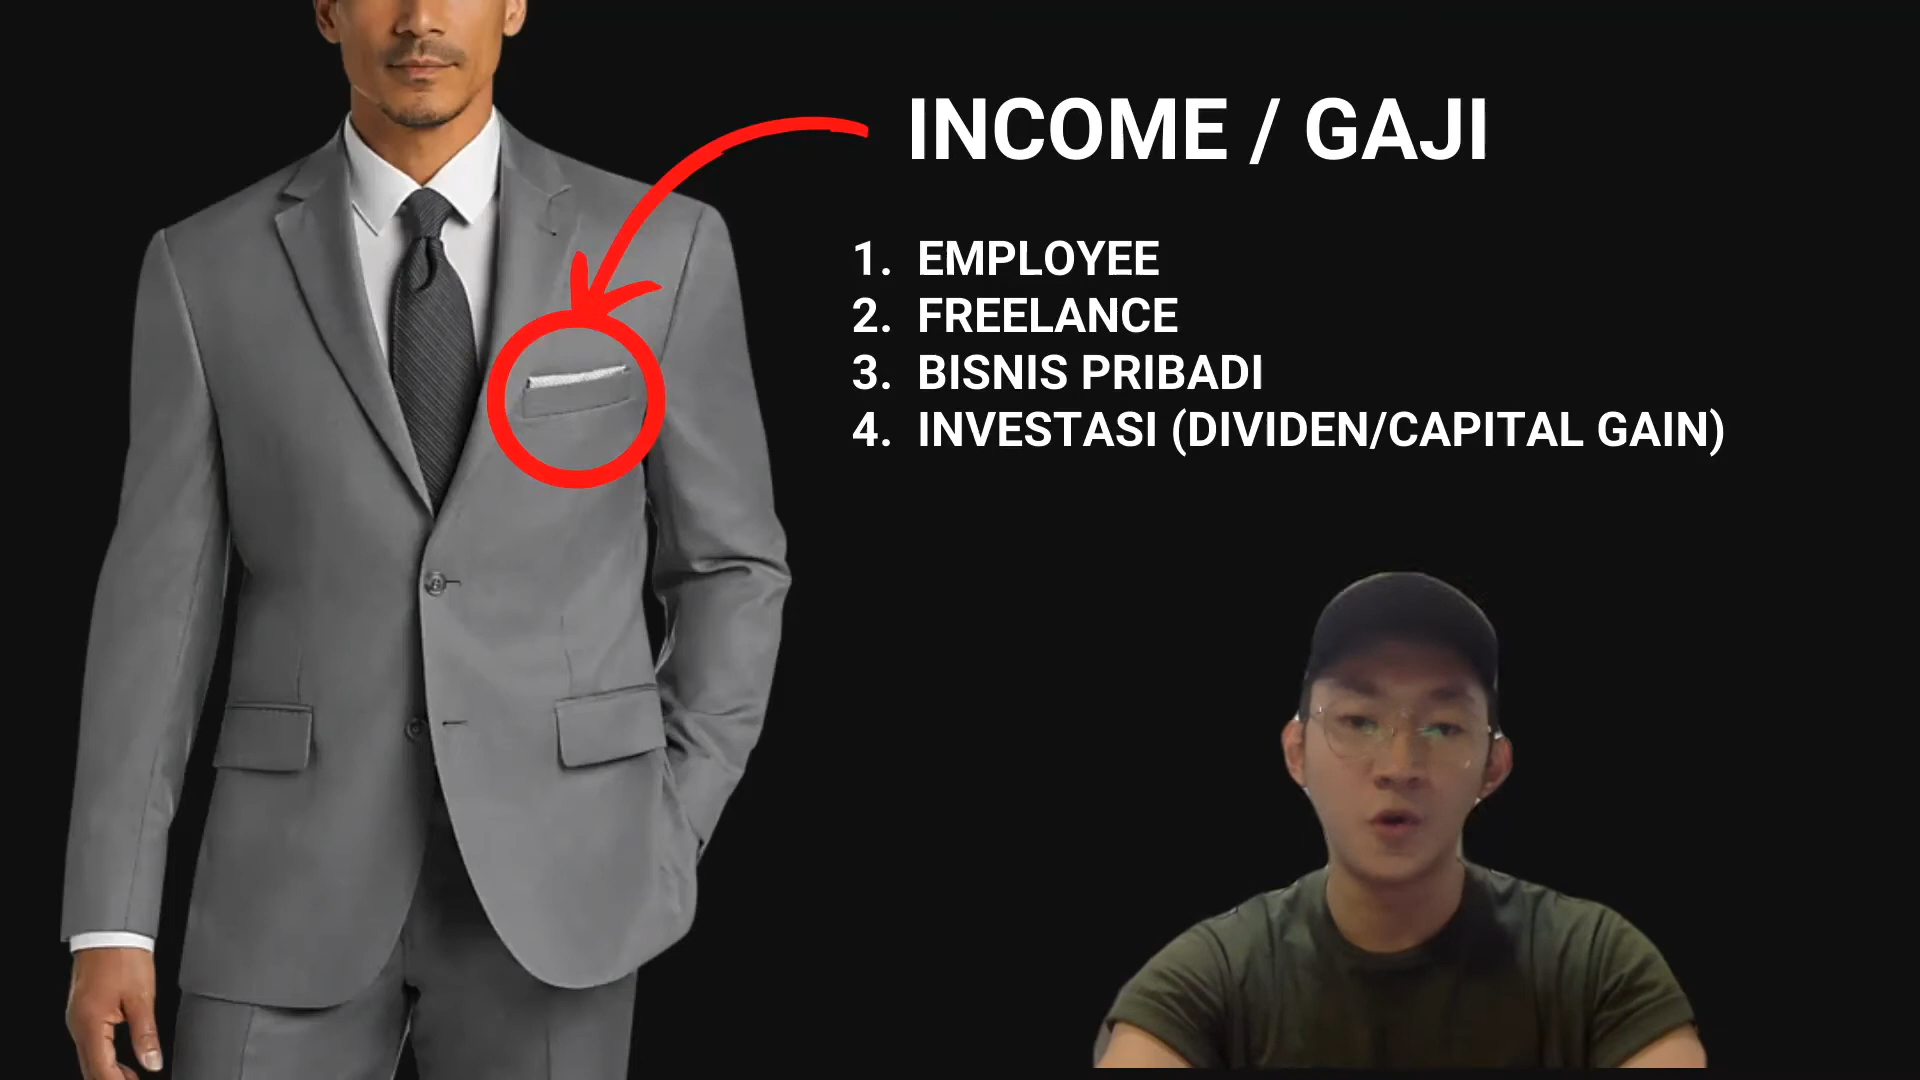 INCOME / GAJI
1. EMPLOYEE
2. FREELANCE
3. BISNIS PRIBADI
4. INVESTASI (DIVIDEN/CAPITAL GAIN)